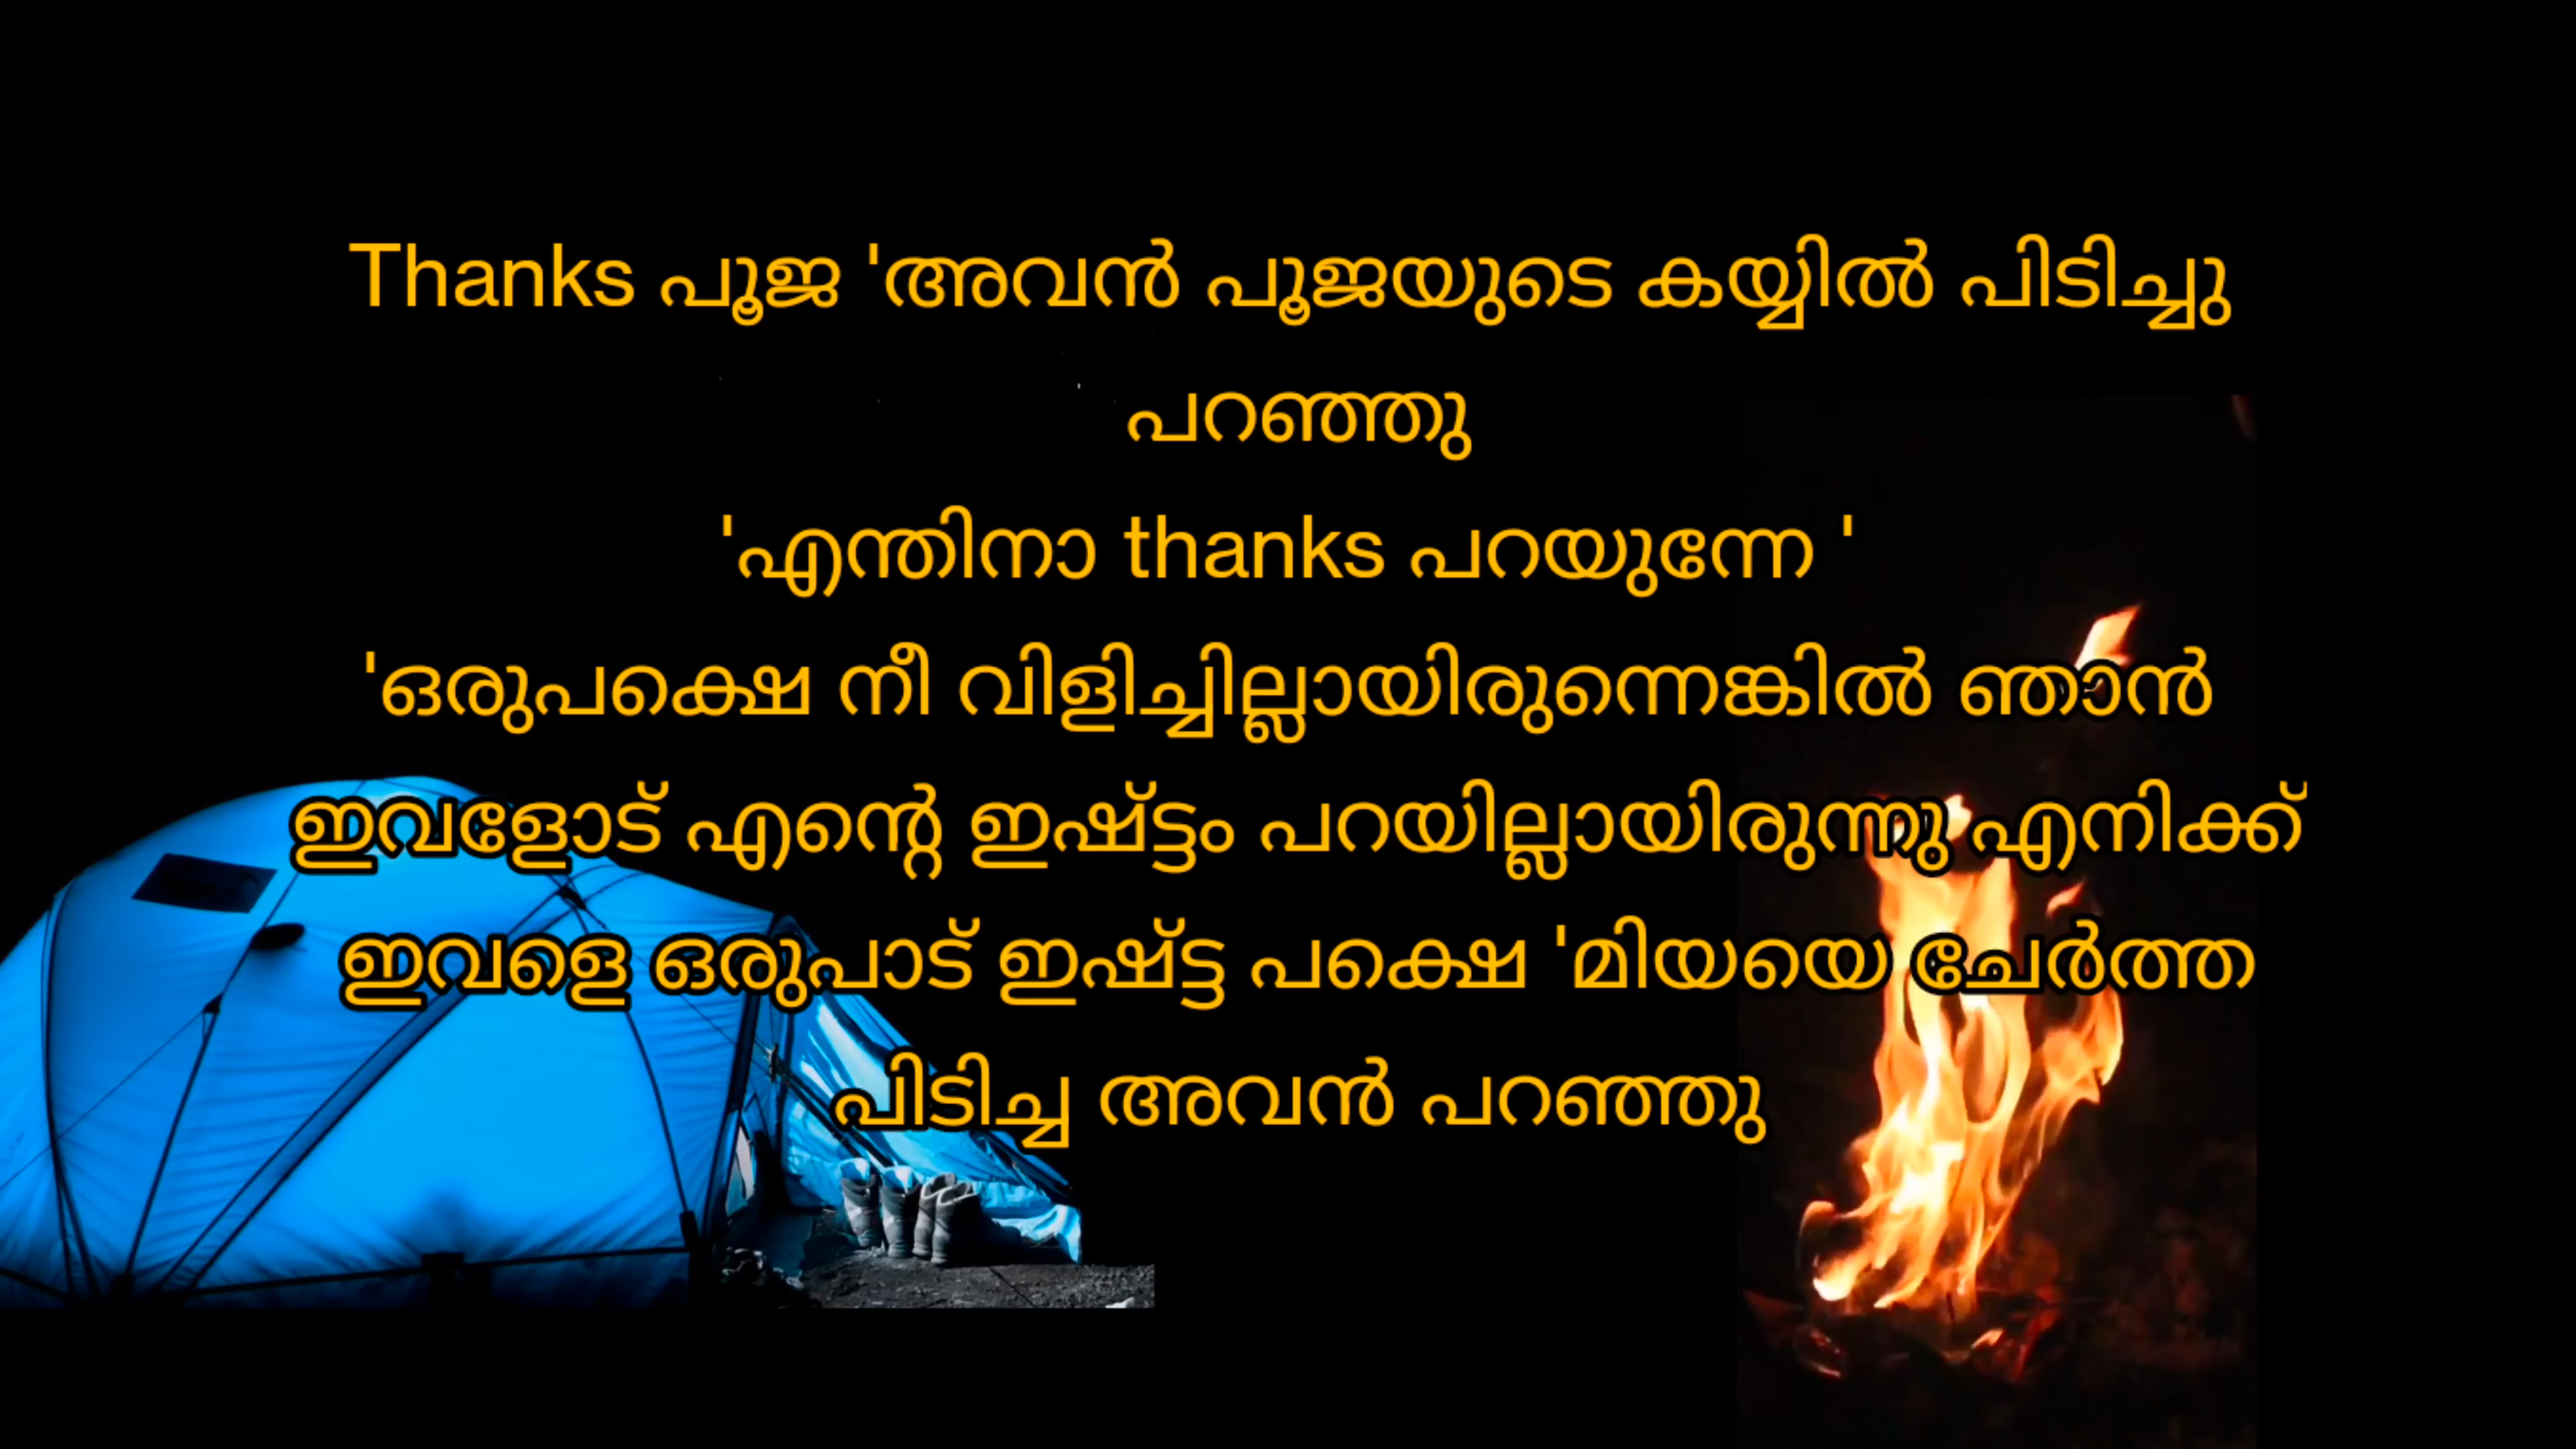 Thanks പൂജ 'അവൻ പൂജയുടെ കയ്യിൽ പിടിച്ചു
പറഞ്ഞു
'എന്തിനാ thanks പറയുന്നേ '
'ഒരുപക്ഷെ നീ വിളിച്ചില്ലായിരുന്നെങ്കിൽ ഞാൻ
ഇവളോട് എന്റെ ഇഷ്ട്ടം പറയില്ലായിരുന്നു എനിക്ക്
ഇവളെ ഒരുപാട് ഇഷ്ട്ട പക്ഷെ 'മിയയെ ചേർത്ത
പിടിച്ച അവൻ പറഞ്ഞു